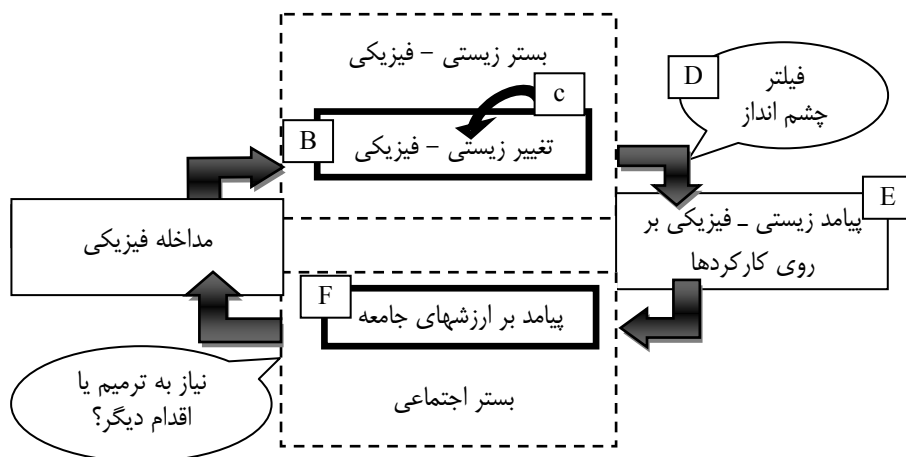 بستر زیستی – فیزیکی
c
D
فیلتر
چشم انداز
B
تغییر زیستی – فیزیکی
E
پیامد زیستی – فیزیکی بر
روی کارکردها
مداخله فیزیکی
F
پیامد بر ارزشهای جامعه
نیاز به ترمیم یا
اقدام دیگر؟
بستر اجتماعی